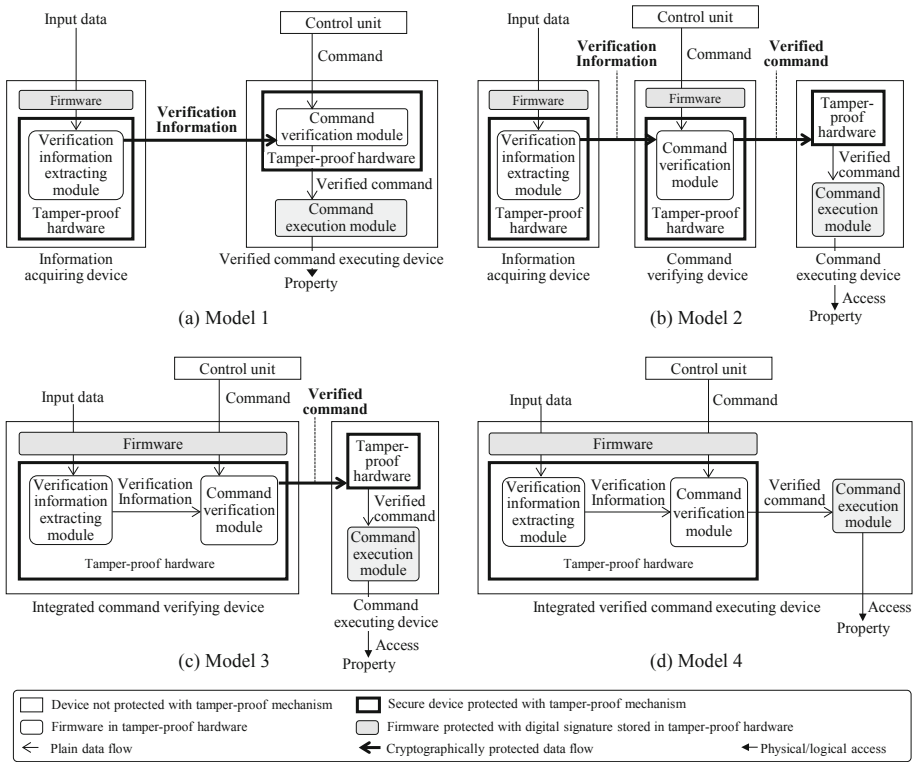 Input data
Control unit
Command
Verification
Information
Firmware
Verification
information
extracting
module
Tamper-proof
hardware
Command
verification module
Tamper-proof hardware
Verified command
Command
execution module
Information
acquiring device
Verified command executing device
Property
(a) Model 1
Input data
Control unit
Verification
Information
Command
Verified
command
Firmware
Verification
information
extracting
module
Tamper-proof
hardware
Firmware
Command
verification
module
Tamper-proof
hardware
Tamper-
proof
hardware
Verified
command
Command
execution
module
Information
acquiring device
Command
verifying device
Command
executing device
Access
Property
(b) Model 2
Control unit
Input data
Command
Verified
command
Firmware
Verification
information
extracting
module
Verification
Information
Command
verification
module
Tamper-proof hardware
Tamper-
proof
hardware
Verified
command
Command
execution
module
Integrated command verifying device
Command
executing device
Access
Property
(c) Model 3
Control unit
Input data
Command
Firmware
Verification
information
extracting
module
Verification
Information
Command
verification
module
Verified
command
Command
execution
module
Tamper-proof hardware
Integrated verified command executing device
Access
Property
(d) Model 4
Device not protected with tamper-proof mechanism
Secure device protected with tamper-proof mechanism
Firmware in tamper-proof hardware
Firmware protected with digital signature stored in tamper-proof hardware
Plain data flow
Cryptographically protected data flow
Physical/logical access